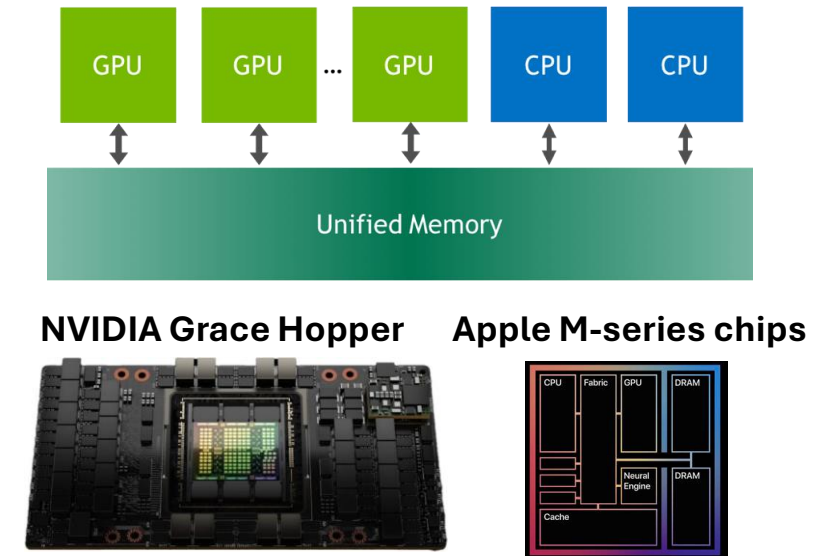 GPU GPU ... GPU CPU CPU
Unified Memory
NVIDIA Grace Hopper Apple M-series chips
CPU Fabric GPU DRAM
Neural DRAM
Engine
Cache